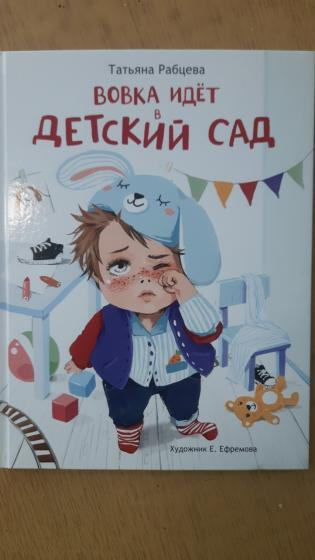 Татьяна Рабцева
ВОВКА ИДЁТ
В
ДЕТСКИЙ САД
Художник Е. Ефремова